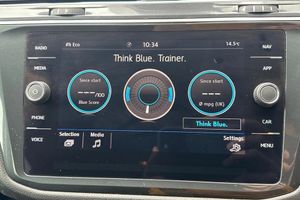 RADIO
MEDIA
PHONE
VOICE
Eco
10:34
14.5°C
Think Blue. Trainer.
Since start
---/100
Blue Score
Since start
---
Ø mpg (UK)
Think Blue.
Selection
Media
Settings
NAV
APP
CAR
MENU